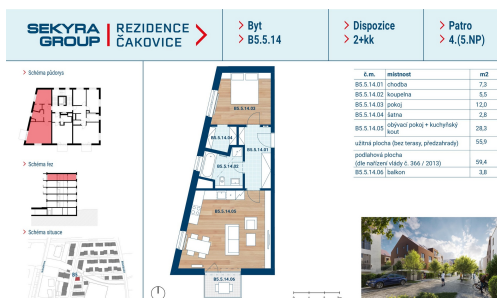 SEKYRA GROUP
REZIDENCE ČAKOVICE
> Byt
> B5.5.14
> Dispozice
> 2+kk
> Patro
> 4.(5.NP)
> Schéma půdorys
> Schéma řez
> Schéma situace
B5
B5.5.14.03
B5.5.14.04
B5.5.14.01
B5.5.14.02
B5.5.14.05
B5.5.14.06
č.m. místnost m2
B5.5.14.01 chodba 7,3
B5.5.14.02 koupelna 5,5
B5.5.14.03 pokoj 12,0
B5.5.14.04 šatna 2,8
B5.5.14.05 obývací pokoj + kuchyňský kout 28,3
užitná plocha (bez terasy, předzahrady) 55,9
podlahová plocha
(dle nařízení vlády č. 366 / 2013) 59,4
B5.5.14.06 balkon 3,8